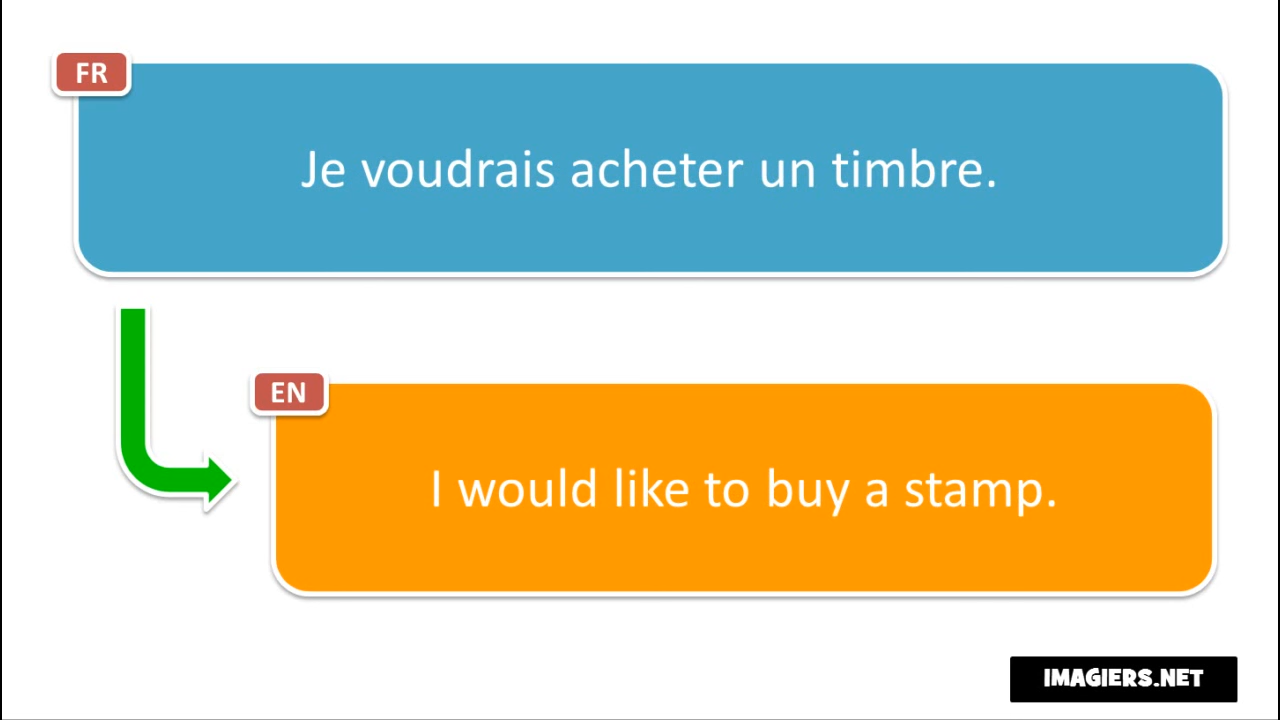 FR
Je voudrais acheter un timbre.
EN
I would like to buy a stamp.
IMAGIERS.NET